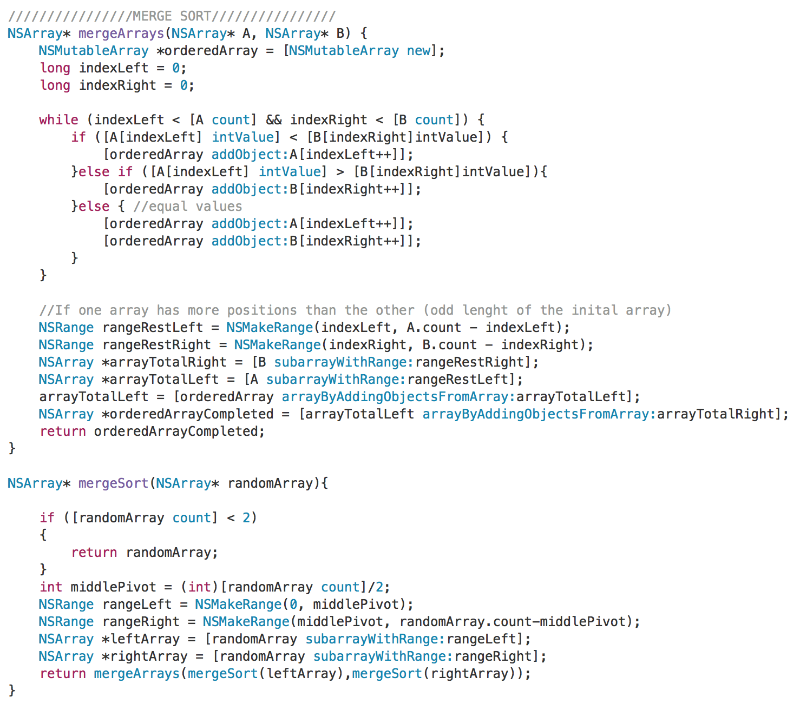 ////////////////MERGE SORT////////////////
NSArray* mergeArrays(NSArray* A, NSArray* B) {
    NSMutableArray *orderedArray = [NSMutableArray new];
    long indexLeft = 0;
    long indexRight = 0;

    while (indexLeft < [A count] && indexRight < [B count]) {
        if ([A[indexLeft] intValue] < [B[indexRight]intValue]) {
            [orderedArray addObject:A[indexLeft++]];
        }else if ([A[indexLeft] intValue] > [B[indexRight]intValue]){
            [orderedArray addObject:B[indexRight++]];
        }else { //equal values
            [orderedArray addObject:A[indexLeft++]];
            [orderedArray addObject:B[indexRight++]];
        }
    }

    //If one array has more positions than the other (odd lenght of the inital array)
    NSRange rangeRestLeft = NSMakeRange(indexLeft, A.count - indexLeft);
    NSRange rangeRestRight = NSMakeRange(indexRight, B.count - indexRight);
    NSArray *arrayTotalRight = [B subarrayWithRange:rangeRestRight];
    NSArray *arrayTotalLeft = [A subarrayWithRange:rangeRestLeft];
    arrayTotalLeft = [orderedArray arrayByAddingObjectsFromArray:arrayTotalLeft];
    NSArray *orderedArrayCompleted = [arrayTotalLeft arrayByAddingObjectsFromArray:arrayTotalRight];
    return orderedArrayCompleted;
}

NSArray* mergeSort(NSArray* randomArray){

    if ([randomArray count] < 2)
    {
        return randomArray;
    }
    int middlePivot = (int)[randomArray count]/2;
    NSRange rangeLeft = NSMakeRange(0, middlePivot);
    NSRange rangeRight = NSMakeRange(middlePivot, randomArray.count-middlePivot);
    NSArray *leftArray = [randomArray subarrayWithRange:rangeLeft];
    NSArray *rightArray = [randomArray subarrayWithRange:rangeRight];
    return mergeArrays(mergeSort(leftArray),mergeSort(rightArray));
}